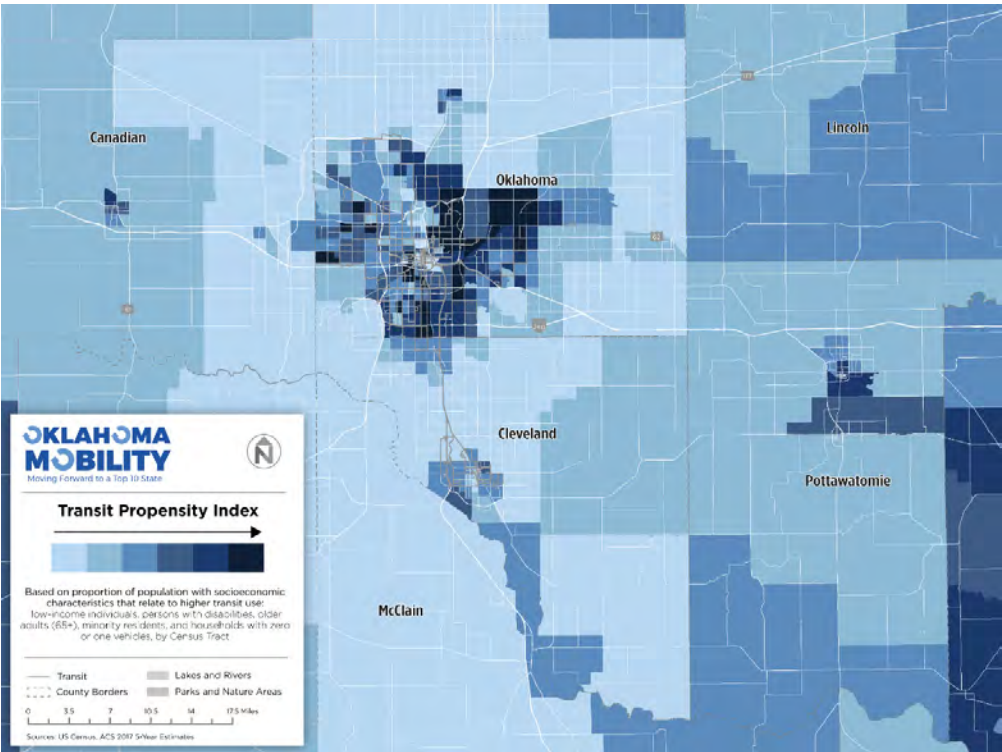 Canadian
Lincoln
Oklahoma
Cleveland
Pottawatomie
McClain
OKLAHOMA
MOBILITY
Moving Forward to a Top 10 State
N
Transit Propensity Index
Based on proportion of population with socioeconomic
characteristics that relate to higher transit use:
low-income individuals, persons with disabilities, older
adults (65+), minority residents, and households with zero
or one vehicles, by Census Tract
Transit
Lakes and Rivers
County Borders
Parks and Nature Areas
0 3.5 7 10.5 14 17.5 Miles
Sources: US Census, ACS 2017 5-Year Estimates